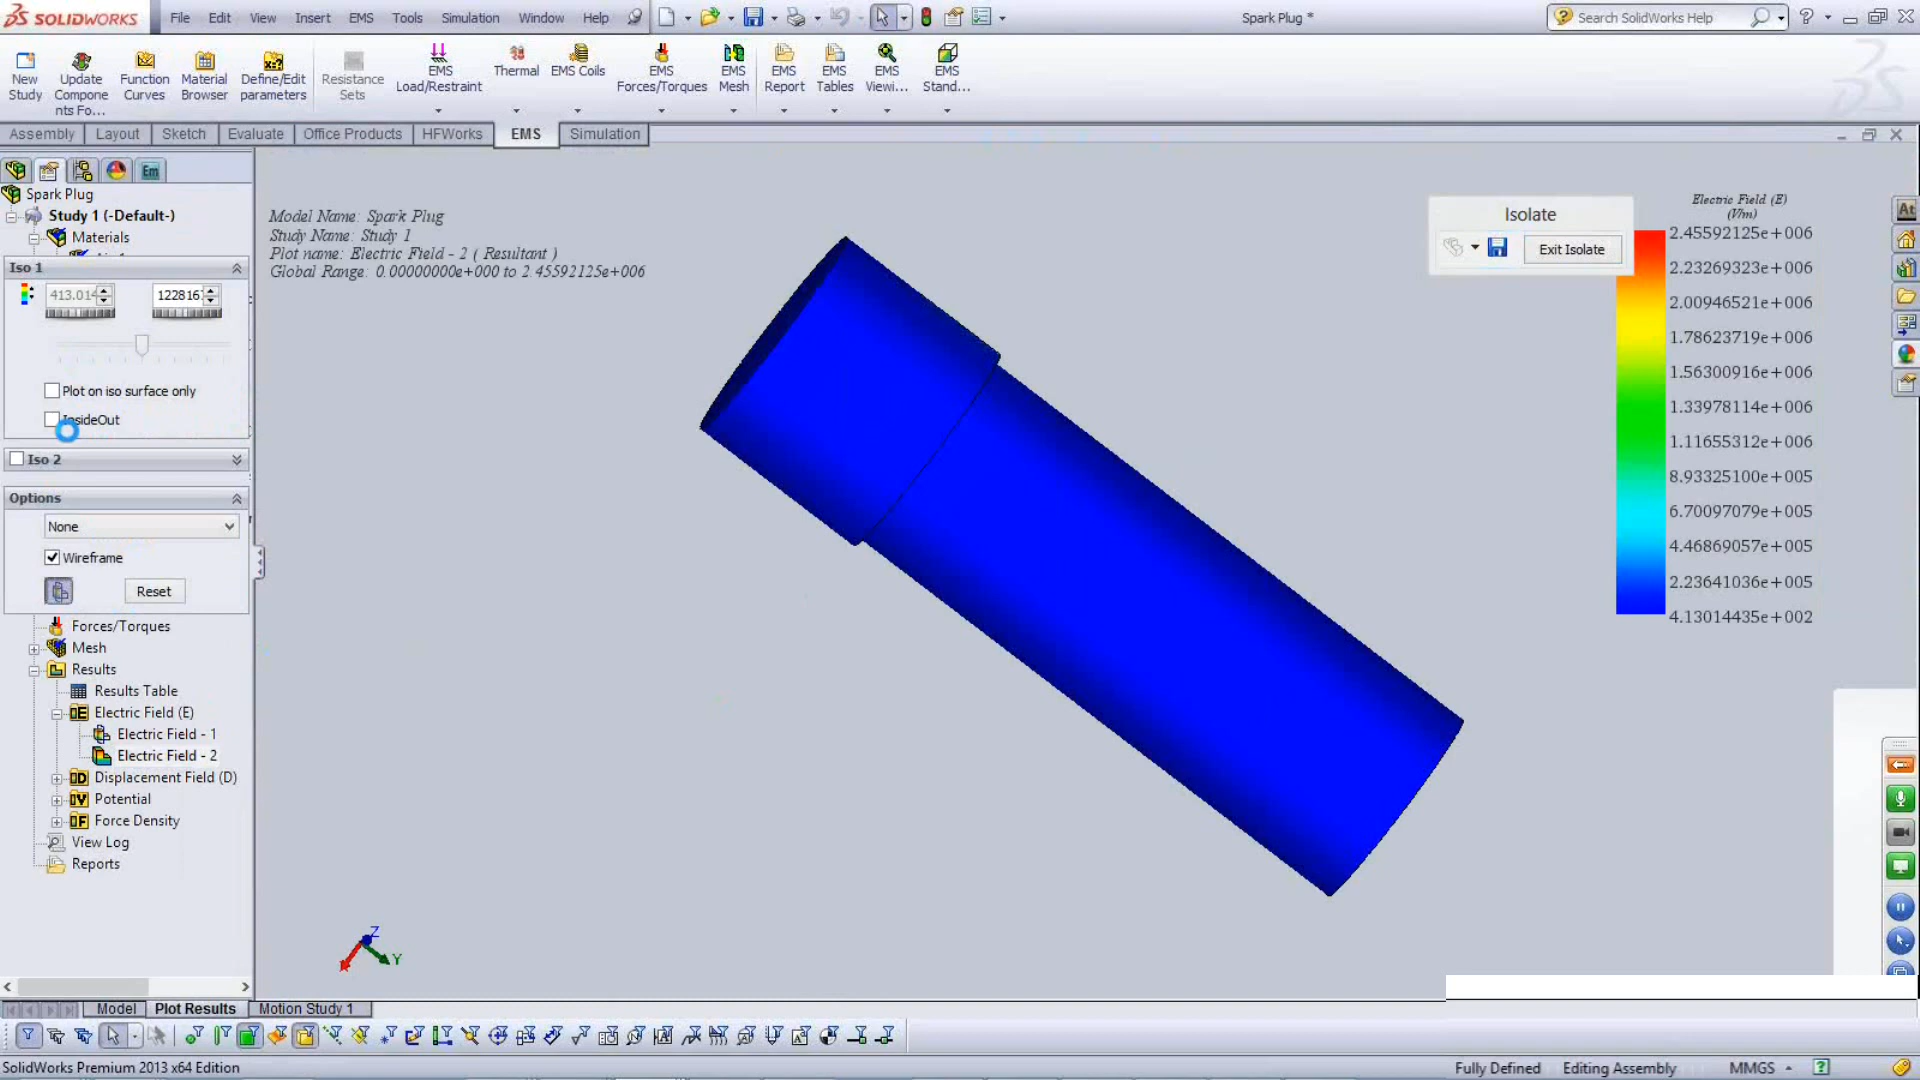 SOLIDWORKS
File Edit View Insert EMS Tools Simulation Window Help
Spark Plug *
Search SolidWorks Help
New Study
Update Compone nts Fo...
Function Curves
Material Browser
Define/Edit parameters
Resistance Sets
EMS Load/Restraint
Thermal
EMS Coils
EMS Forces/Torques
EMS Mesh
EMS Report
EMS Tables
EMS Viewi...
EMS Stand...
Assembly Layout Sketch Evaluate Office Products HFWorks EMS Simulation
Spark Plug
Study 1 (-Default-)
Materials
Iso 1
413.014
122816
Plot on iso surface only
InsideOut
Iso 2
Options
None
Wireframe
Reset
Forces/Torques
Mesh
Results
Results Table
Electric Field (E)
Electric Field - 1
Electric Field - 2
Displacement Field (D)
Potential
Force Density
View Log
Reports
Model Name: Spark Plug
Study Name: Study 1
Plot name: Electric Field - 2 ( Resultant )
Global Range: 0.00000000e+000 to 2.45592125e+006
Isolate
Exit Isolate
Electric Field (E)
(V/m)
2.45592125e+006
2.23269323e+006
2.00946521e+006
1.78623719e+006
1.56300916e+006
1.33978114e+006
1.11655312e+006
8.93325100e+005
6.70097079e+005
4.46869057e+005
2.23641036e+005
4.13014435e+002
Z
Y
Model Plot Results Motion Study 1
SolidWorks Premium 2013 x64 Edition
Fully Defined Editing Assembly MMGS